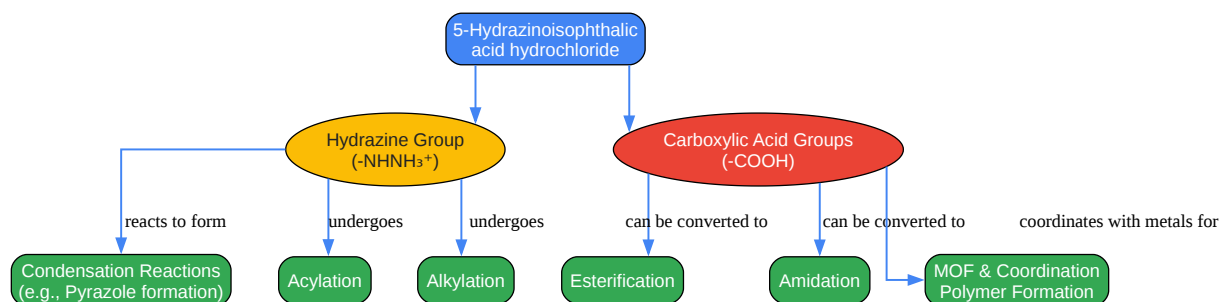 5-Hydrazinoisophthalic
acid hydrochloride
Hydrazine Group
(-NHNH₃⁺)
Carboxylic Acid Groups
(-COOH)
reacts to form
undergoes
undergoes
can be converted to
can be converted to
coordinates with metals for
Condensation Reactions
(e.g., Pyrazole formation)
Acylation
Alkylation
Esterification
Amidation
MOF & Coordination
Polymer Formation